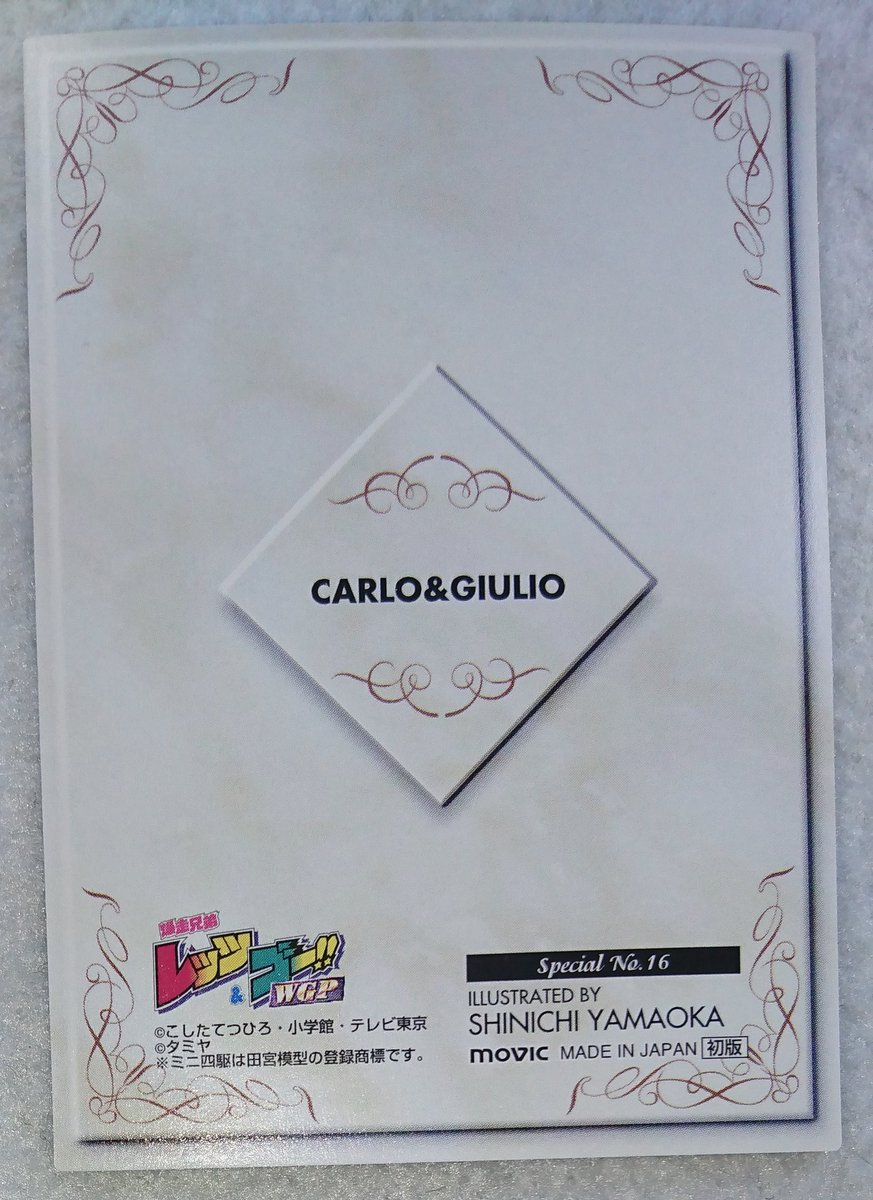 CARLO&GIULIO
爆走兄弟
レッツ
& ゴー!!
WGP
©こしたてつひろ・小学館・テレビ東京
©タミヤ
※ミニ四駆は田宮模型の登録商標です。
Special No.16
ILLUSTRATED BY
SHINICHI YAMAOKA
movic MADE IN JAPAN 初版